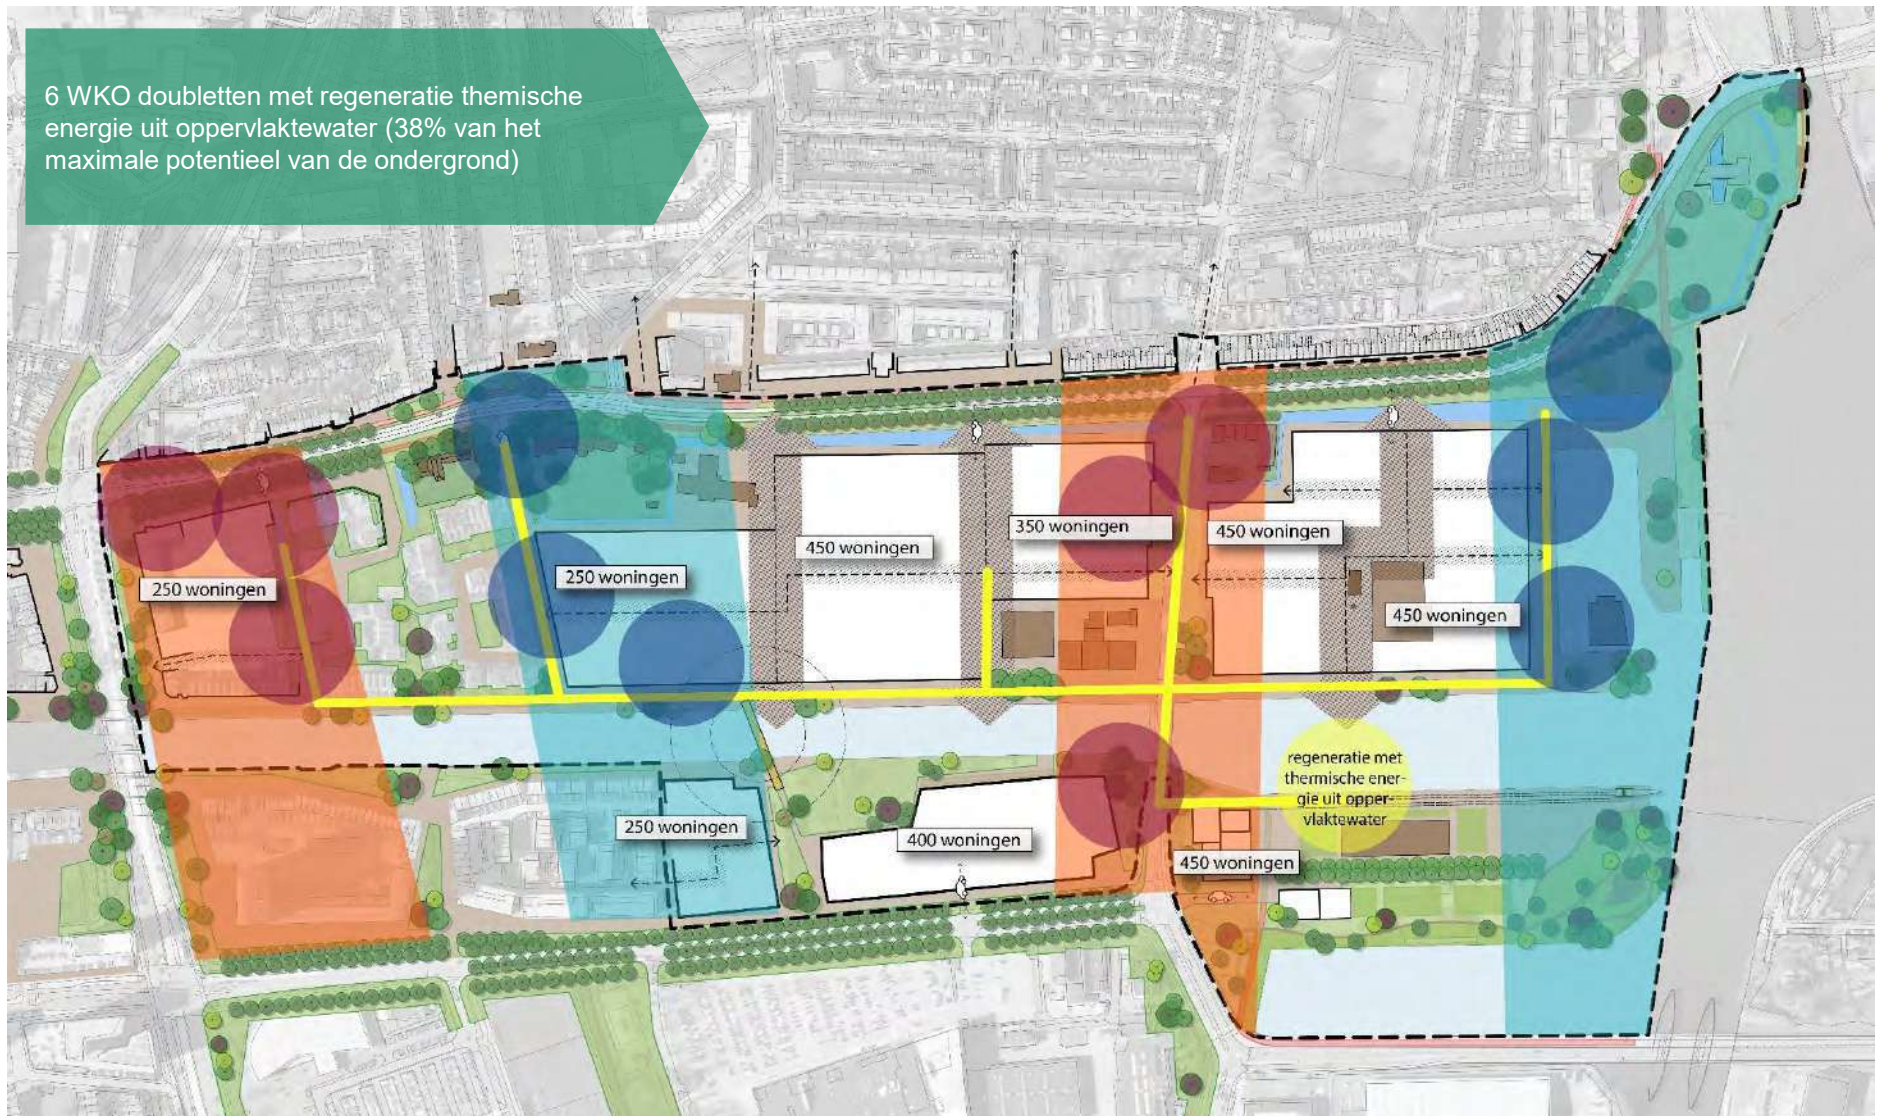 6 WKO doubletten met regeneratie themische
energie uit oppervlaktewater (38% van het
maximale potentieel van de ondergrond)
250 woningen
250 woningen
450 woningen
350 woningen
450 woningen
450 woningen
250 woningen
400 woningen
450 woningen
regeneratie met
thermische ener-
gie uit opper-
vlaktewater